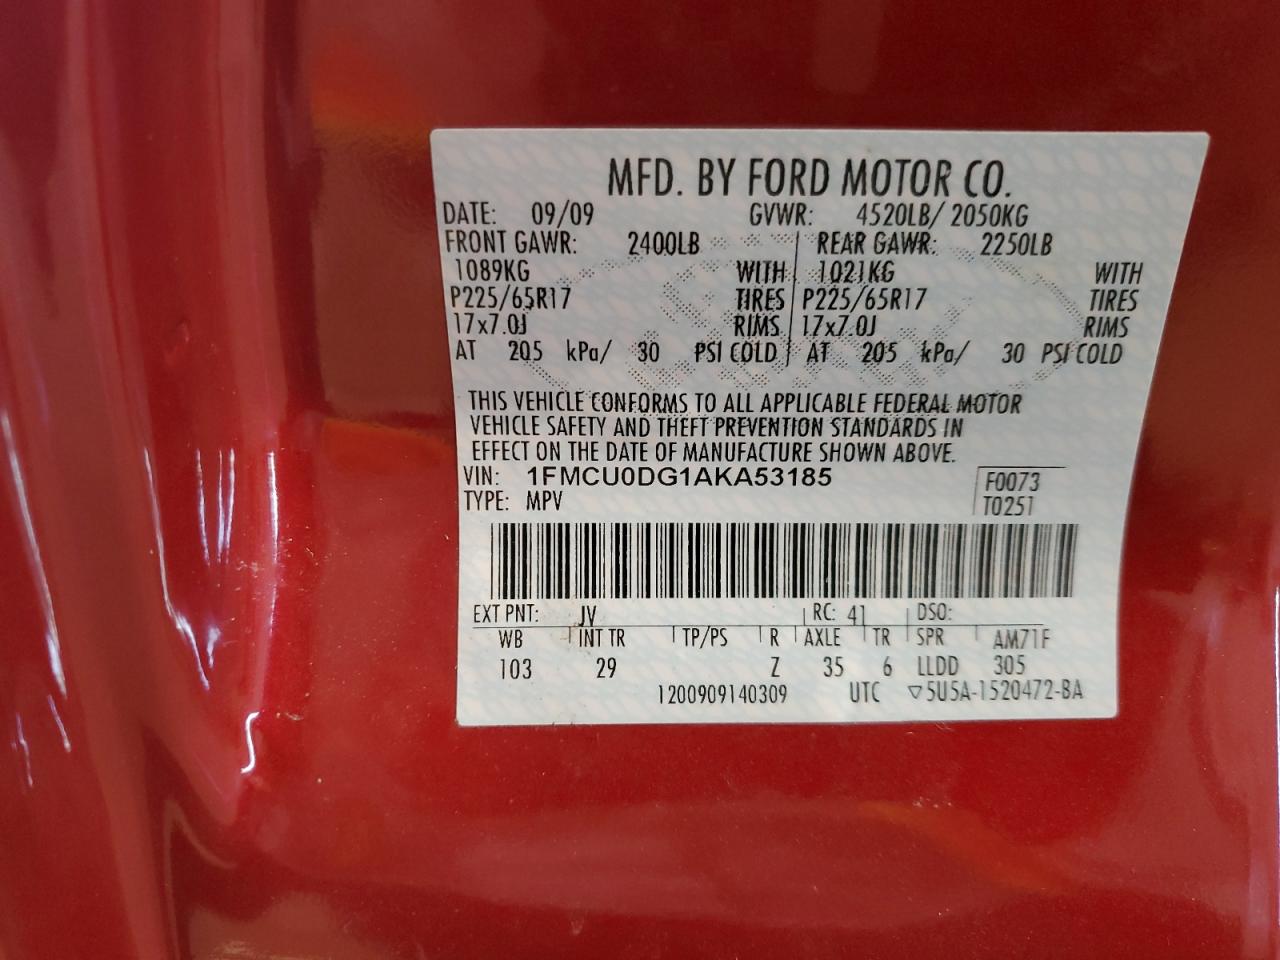 MFD. BY FORD MOTOR CO.
DATE: 09/09 GVWR: 4520LB/ 2050KG
FRONT GAWR: 2400LB REAR GAWR: 2250LB
1089KG WITH 1021KG WITH
P225/65R17 TIRES P225/65R17 TIRES
17x7.0J RIMS 17x7.0J RIMS
AT 205 kPa/ 30 PSI COLD AT 205 kPa/ 30 PSI COLD
THIS VEHICLE CONFORMS TO ALL APPLICABLE FEDERAL MOTOR
VEHICLE SAFETY AND THEFT PREVENTION STANDARDS IN
EFFECT ON THE DATE OF MANUFACTURE SHOWN ABOVE.
VIN: 1FMCU0DG1AKA53185 F0073
TYPE: MPV T0251
EXT PNT: JV RC: 41 DSO:
WB INT TR TP/PS R AXLE TR SPR AM71F
103 29 Z 35 6 LLDD 305
1200909140309 UTC ▽5U5A-1520472-BA